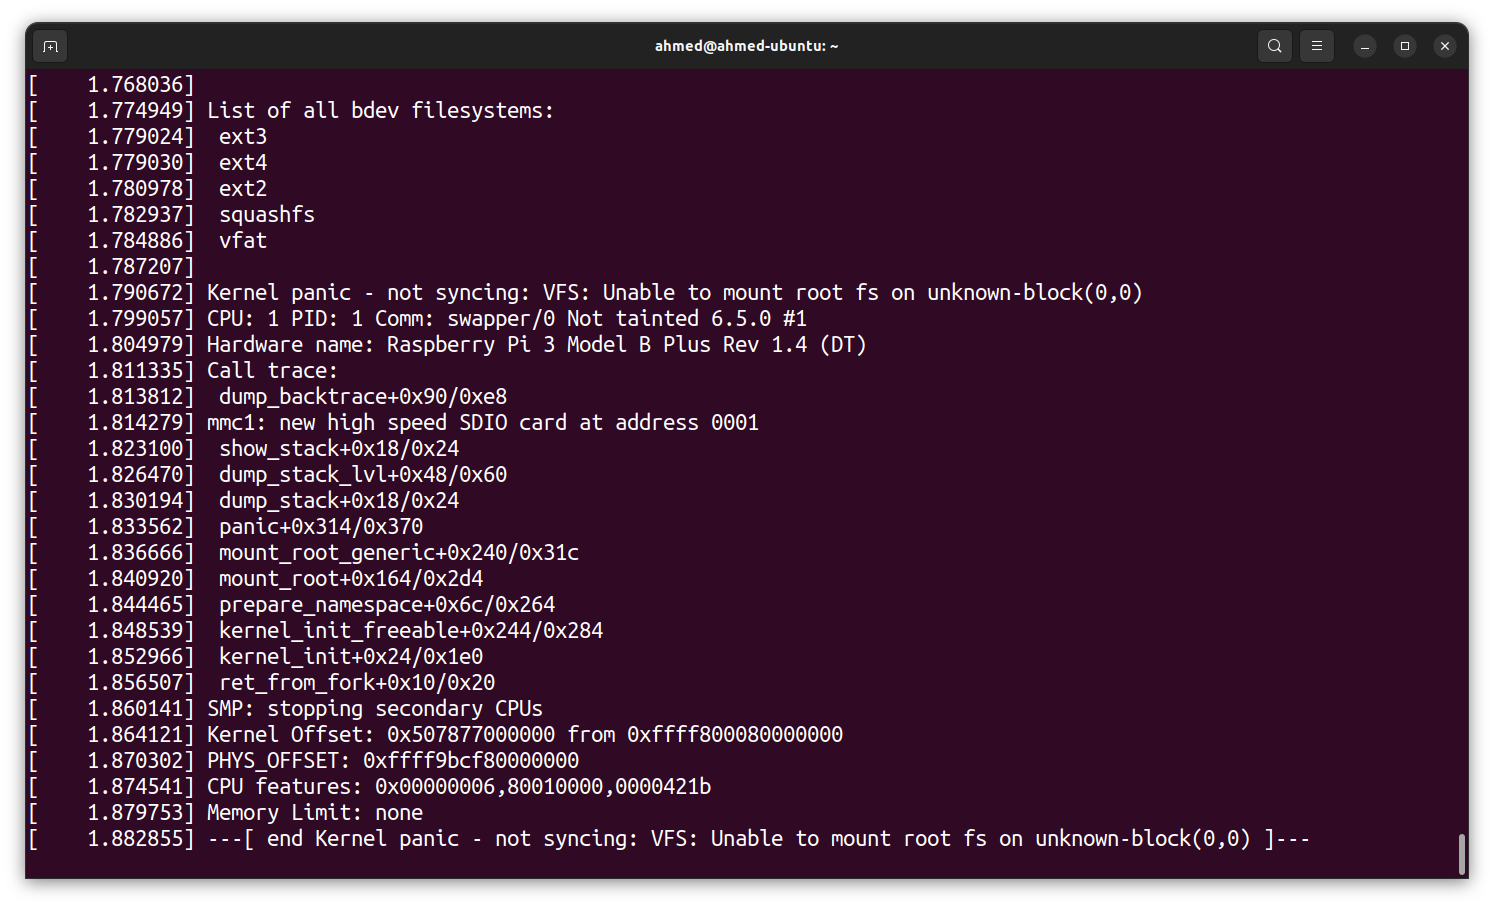 ahmed@ahmed-ubuntu: ~
[    1.768036]
[    1.774949] List of all bdev filesystems:
[    1.779024]  ext3
[    1.779030]  ext4
[    1.780978]  ext2
[    1.782937]  squashfs
[    1.784886]  vfat
[    1.787207]
[    1.790672] Kernel panic - not syncing: VFS: Unable to mount root fs on unknown-block(0,0)
[    1.799057] CPU: 1 PID: 1 Comm: swapper/0 Not tainted 6.5.0 #1
[    1.804979] Hardware name: Raspberry Pi 3 Model B Plus Rev 1.4 (DT)
[    1.811335] Call trace:
[    1.813812]  dump_backtrace+0x90/0xe8
[    1.814279] mmc1: new high speed SDIO card at address 0001
[    1.823100]  show_stack+0x18/0x24
[    1.826470]  dump_stack_lvl+0x48/0x60
[    1.830194]  dump_stack+0x18/0x24
[    1.833562]  panic+0x314/0x370
[    1.836666]  mount_root_generic+0x240/0x31c
[    1.840920]  mount_root+0x164/0x2d4
[    1.844465]  prepare_namespace+0x6c/0x264
[    1.848539]  kernel_init_freeable+0x244/0x284
[    1.852966]  kernel_init+0x24/0x1e0
[    1.856507]  ret_from_fork+0x10/0x20
[    1.860141] SMP: stopping secondary CPUs
[    1.864121] Kernel Offset: 0x507877000000 from 0xffff800080000000
[    1.870302] PHYS_OFFSET: 0xffff9bcf80000000
[    1.874541] CPU features: 0x00000006,80010000,0000421b
[    1.879753] Memory Limit: none
[    1.882855] ---[ end Kernel panic - not syncing: VFS: Unable to mount root fs on unknown-block(0,0) ]---